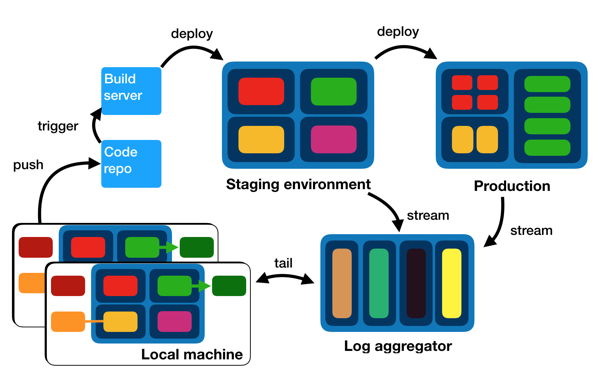 deploy
deploy
Build
server
trigger
Code
repo
push
Staging environment
Production
stream
stream
tail
Local machine
Log aggregator